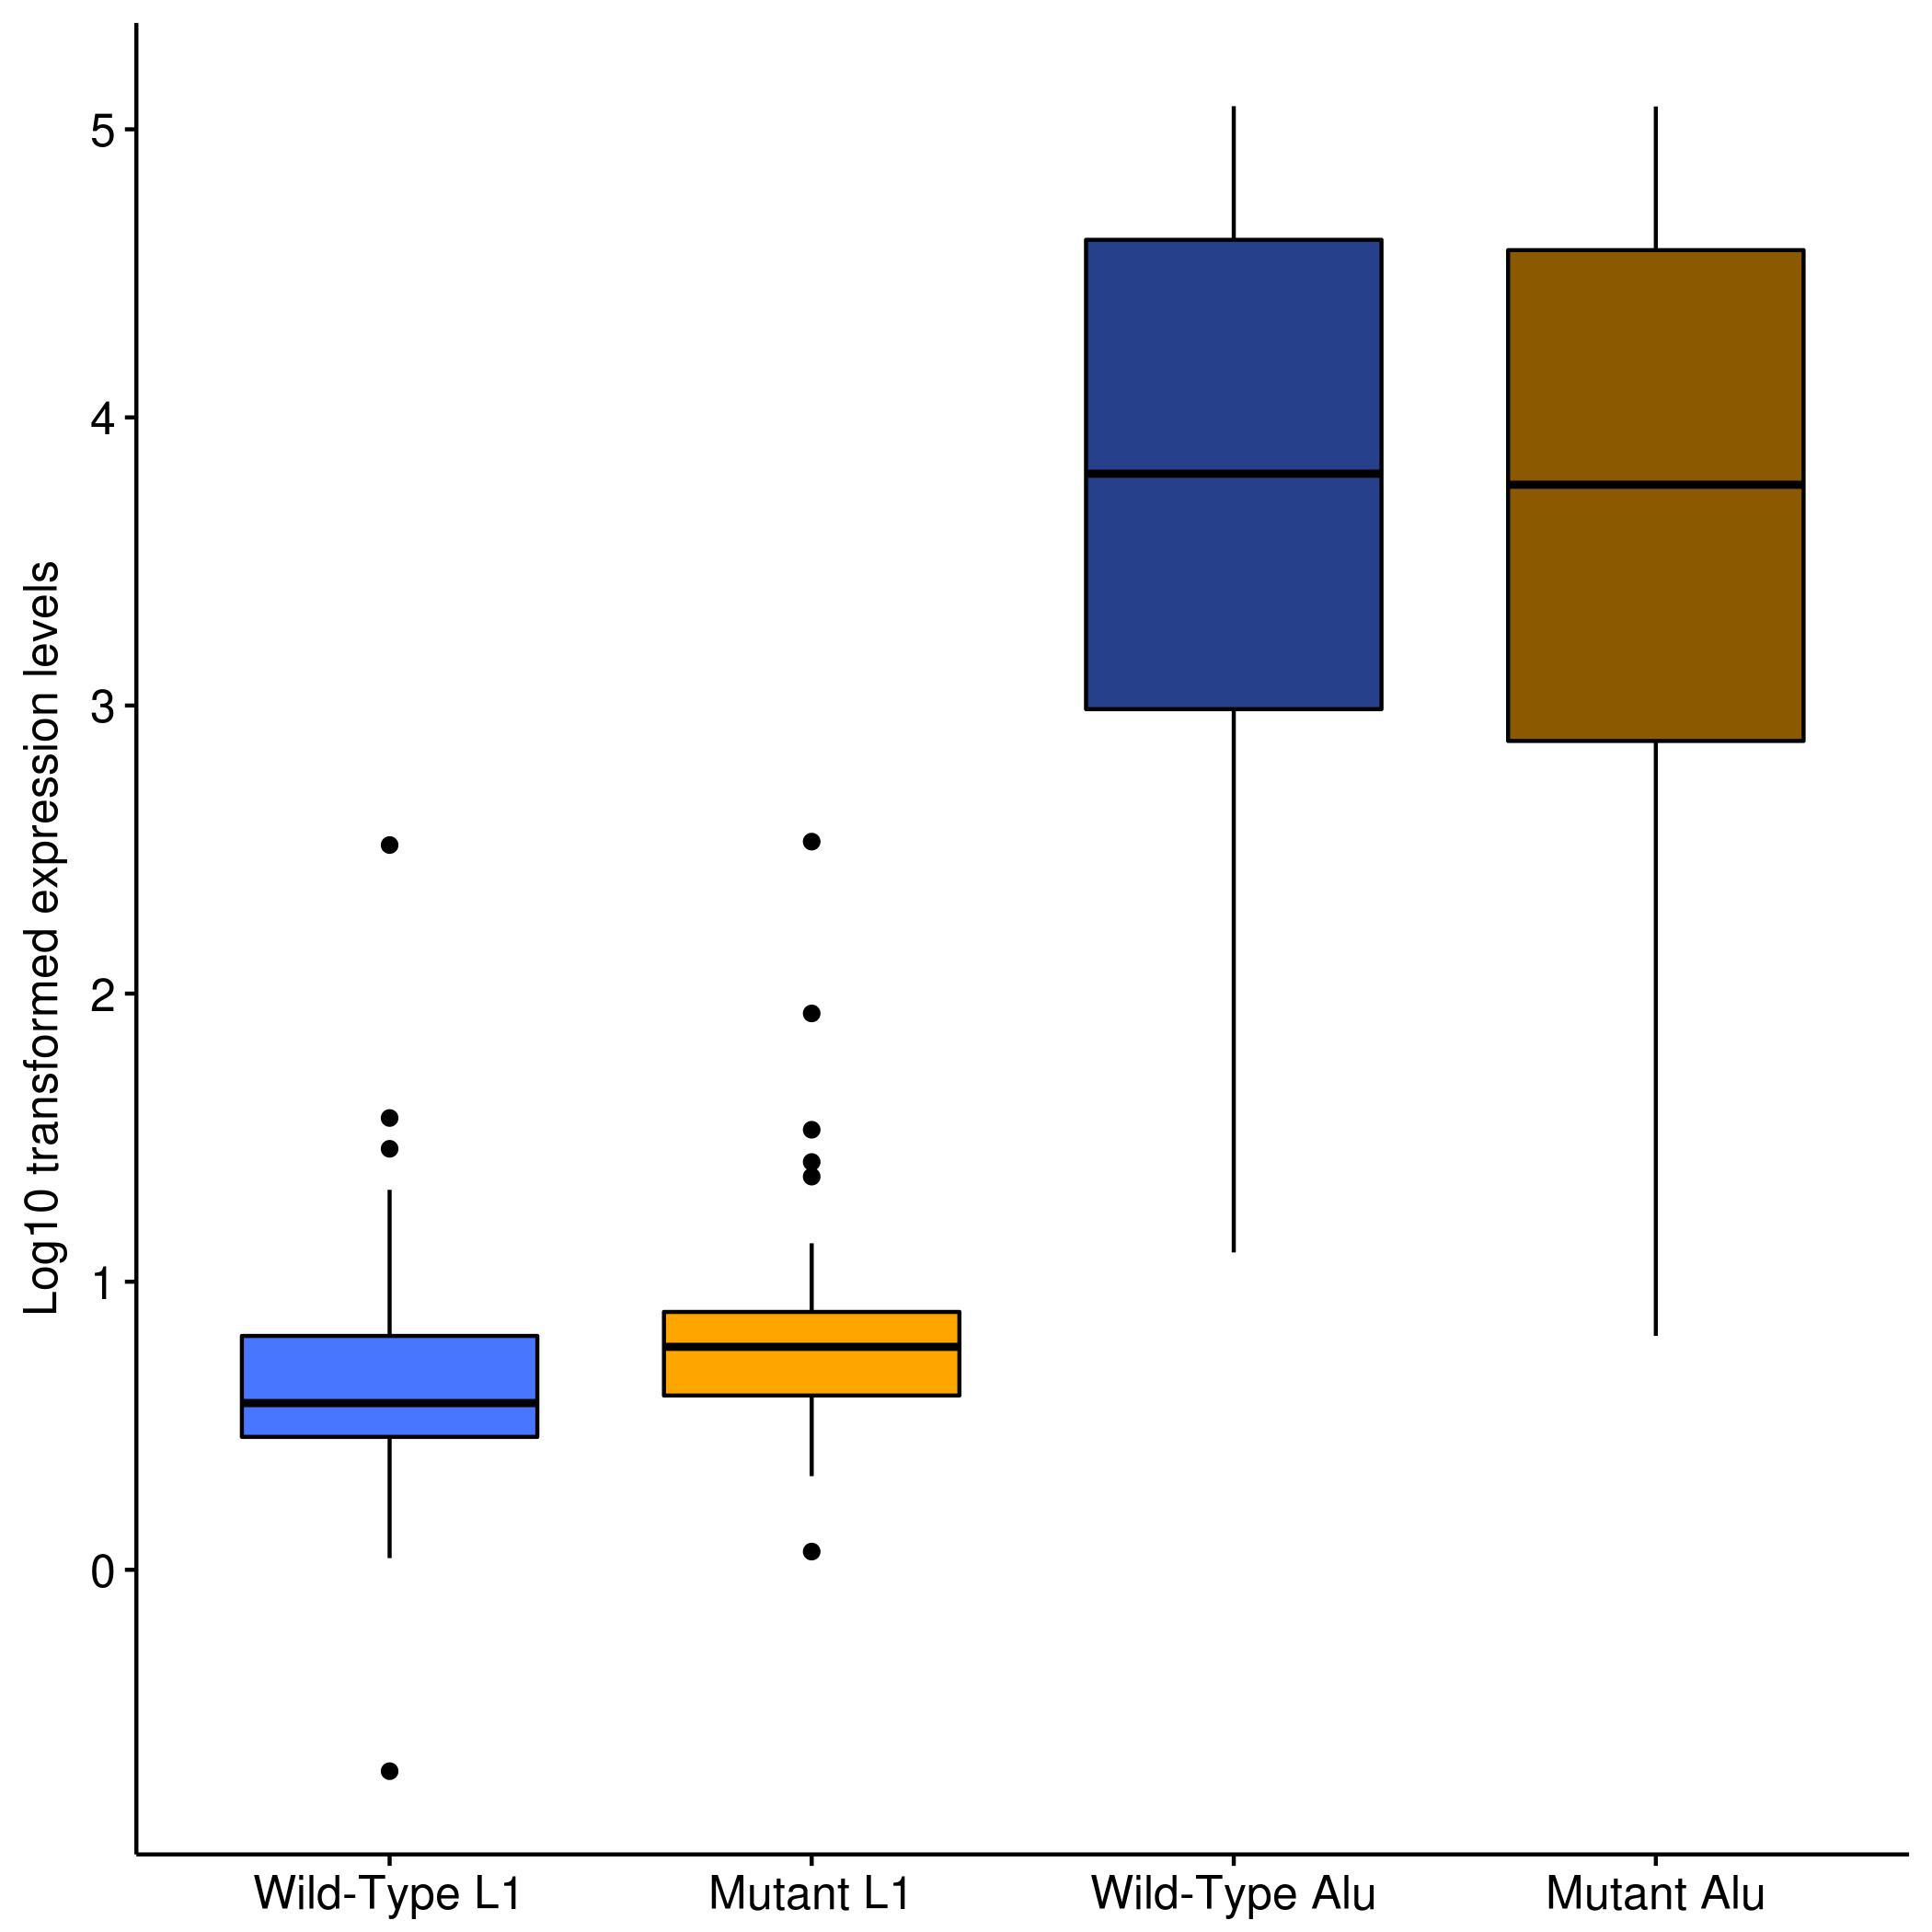 Log10 transformed expression levels
5
4
3
2
1
0
Wild-Type L1
Mutant L1
Wild-Type Alu
Mutant Alu